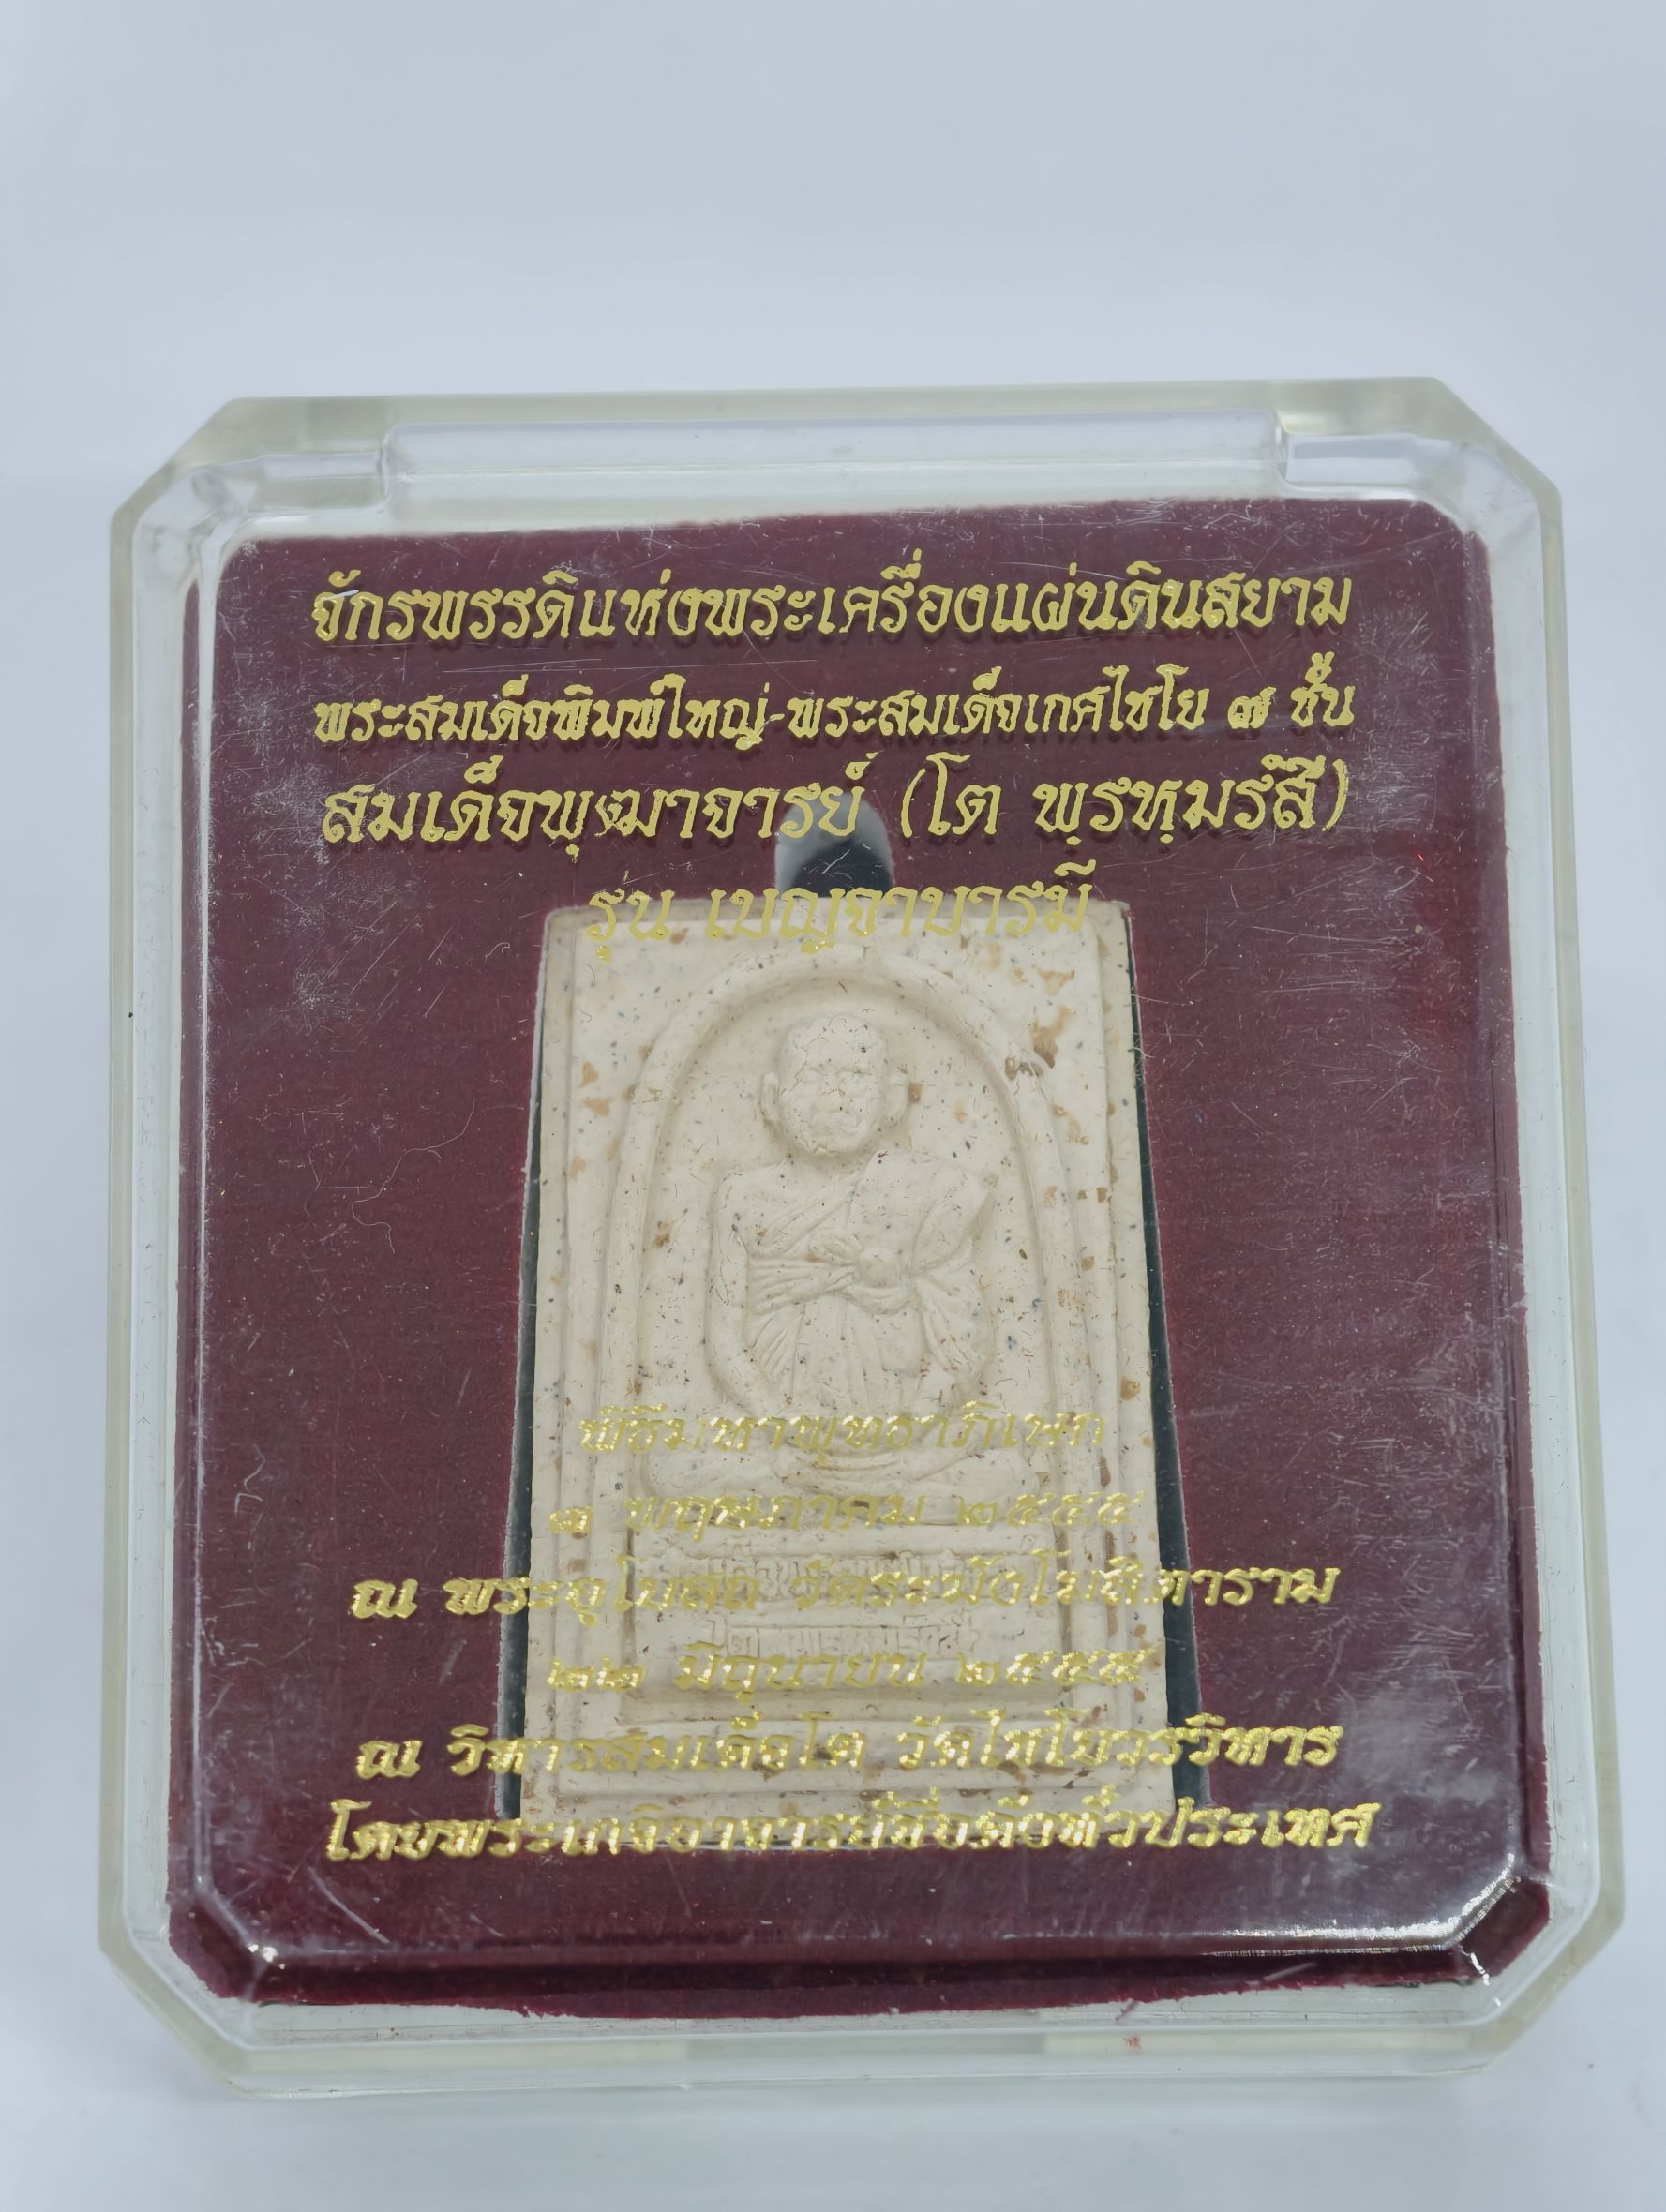 จักรพรรดิแห่งพระเครื่องแผ่นดินสยาม
พระสมเด็จพิมพ์ใหญ่-พระสมเด็จเกศไชโย ๗ ชั้น
สมเด็จพุฒาจารย์ (โต พฺรหฺมรํสี)
รุ่น เบญจาบารมี
พิธีมหาพุทธาภิเษก
พฤษภาคม ๒๕๕๕
ณ พระอุโบสถ วัดระฆังโฆสิตาราม
โต
๒๒ มิถุนายน ๒๕๕๕
ณ วิหารสมเด็จโต วัดไชโยวรวิหาร
โดยพระเกจิอาจารย์ชื่อดังทั่วประเทศ